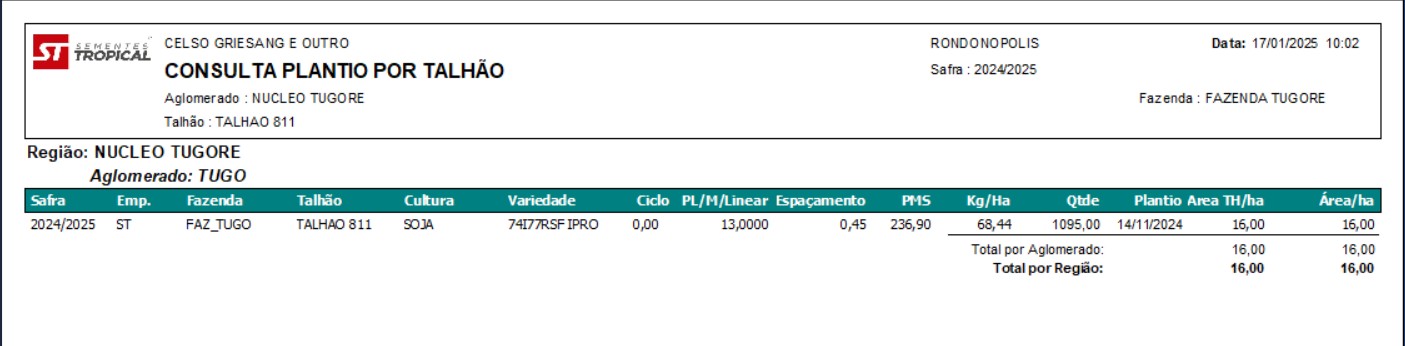 ST SEMENTES TROPICAL
CELSO GRIESANG E OUTRO RONDONOPOLIS Data: 17/01/2025 10:02
CONSULTA PLANTIO POR TALHÃO Safra : 2024/2025
Aglomerado : NUCLEO TUGORE Fazenda : FAZENDA TUGORE
Talhão : TALHAO 811
Região: NUCLEO TUGORE
Aglomerado: TUGO
Safra Emp. Fazenda Talhão Cultura Variedade Ciclo PL/M/Linear Espaçamento PMS Kg/Ha Qtde Plantio Area TH/ha Área/ha
2024/2025 ST FAZ_TUGO TALHAO 811 SOJA 74I77RSF IPRO 0,00 13,0000 0,45 236,90 68,44 1095,00 14/11/2024 16,00 16,00
Total por Aglomerado: 16,00 16,00
Total por Região: 16,00 16,00